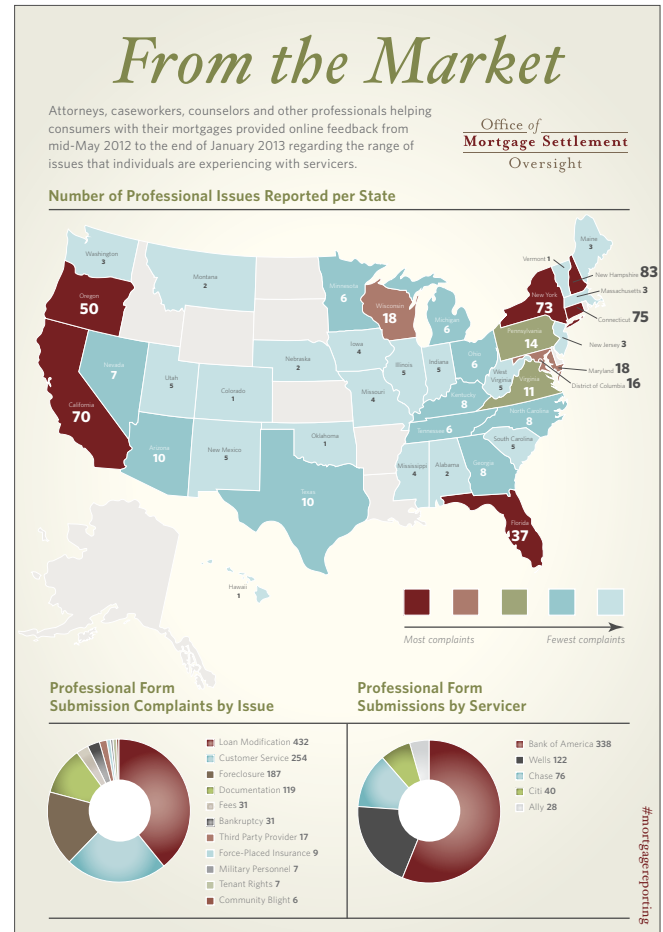 From the Market
Attorneys, caseworkers, counselors and other professionals helping
consumers with their mortgages provided online feedback from
mid-May 2012 to the end of January 2013 regarding the range of
issues that individuals are experiencing with servicers.
Office of
Mortgage Settlement
Oversight
Number of Professional Issues Reported per State
Washington
3
Oregon
50
California
70
Nevada
7
Montana
2
Utah
5
Colorado
1
Arizona
10
New Mexico
5
Nebraska
2
Oklahoma
1
Texas
10
Minnesota
6
Iowa
4
Missouri
4
Wisconsin
18
Illinois
5
Michigan
6
Indiana
5
Ohio
6
Kentucky
8
Tennessee 6
Mississippi
4
Alabama
2
Georgia
8
Florida
37
South Carolina
5
North Carolina
8
West
Virginia
5
Virginia
11
Pennsylvania
14
New York
73
Vermont 1
Maine
3
New Hampshire 83
Massachusetts 3
Connecticut 75
New Jersey 3
Maryland 18
District of Columbia 16
Hawaii
1
Most complaints
Fewest complaints
Professional Form
Submission Complaints by Issue
Loan Modification 432
Customer Service 254
Foreclosure 187
Documentation 119
Fees 31
Bankruptcy 31
Third Party Provider 17
Force-Placed Insurance 9
Military Personnel 7
Tenant Rights 7
Community Blight 6
Professional Form
Submissions by Servicer
Bank of America 338
Wells 122
Chase 76
Citi 40
Ally 28
#mortgagereporting